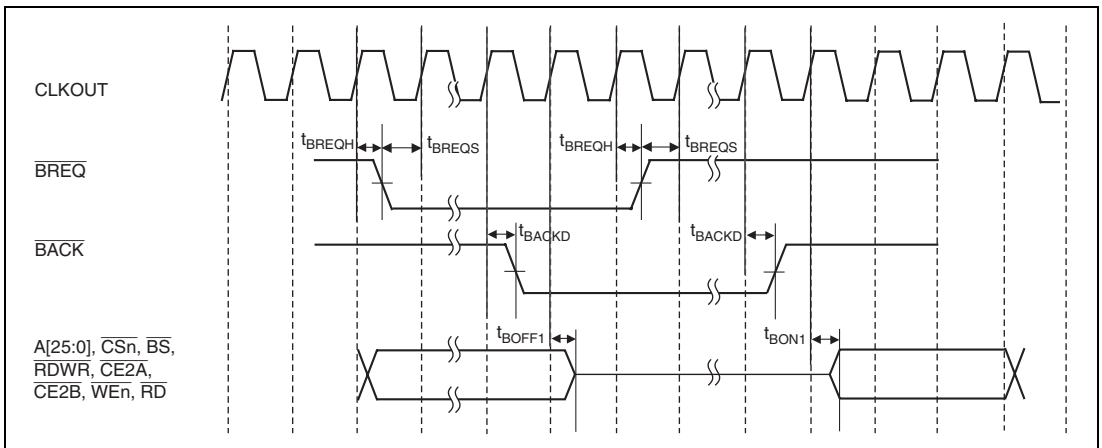 CLKOUT
tBREQH tBREQS tBREQH tBREQS
BREQ
BACK
tBACKD tBACKD
tBOFF1 tBON1
A[25:0], CSn, BS,
RDWR, CE2A,
CE2B, WEn, RD